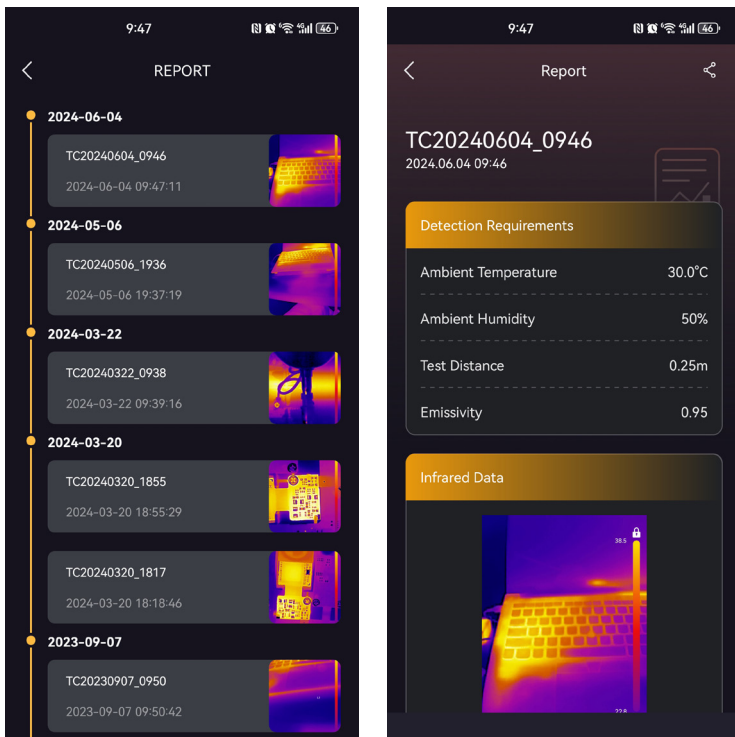 9:47
46
REPORT
2024-06-04
TC20240604_0946
2024-06-04 09:47:11
2024-05-06
TC20240506_1936
2024-05-06 19:37:19
2024-03-22
TC20240322_0938
2024-03-22 09:39:16
2024-03-20
TC20240320_1855
2024-03-20 18:55:29
TC20240320_1817
2024-03-20 18:18:46
2023-09-07
TC20230907_0950
2023-09-07 09:50:42
9:47
46
Report
TC20240604_0946
2024.06.04 09:46
Detection Requirements
Ambient Temperature 30.0°C
Ambient Humidity 50%
Test Distance 0.25m
Emissivity 0.95
Infrared Data
38.5
22.8